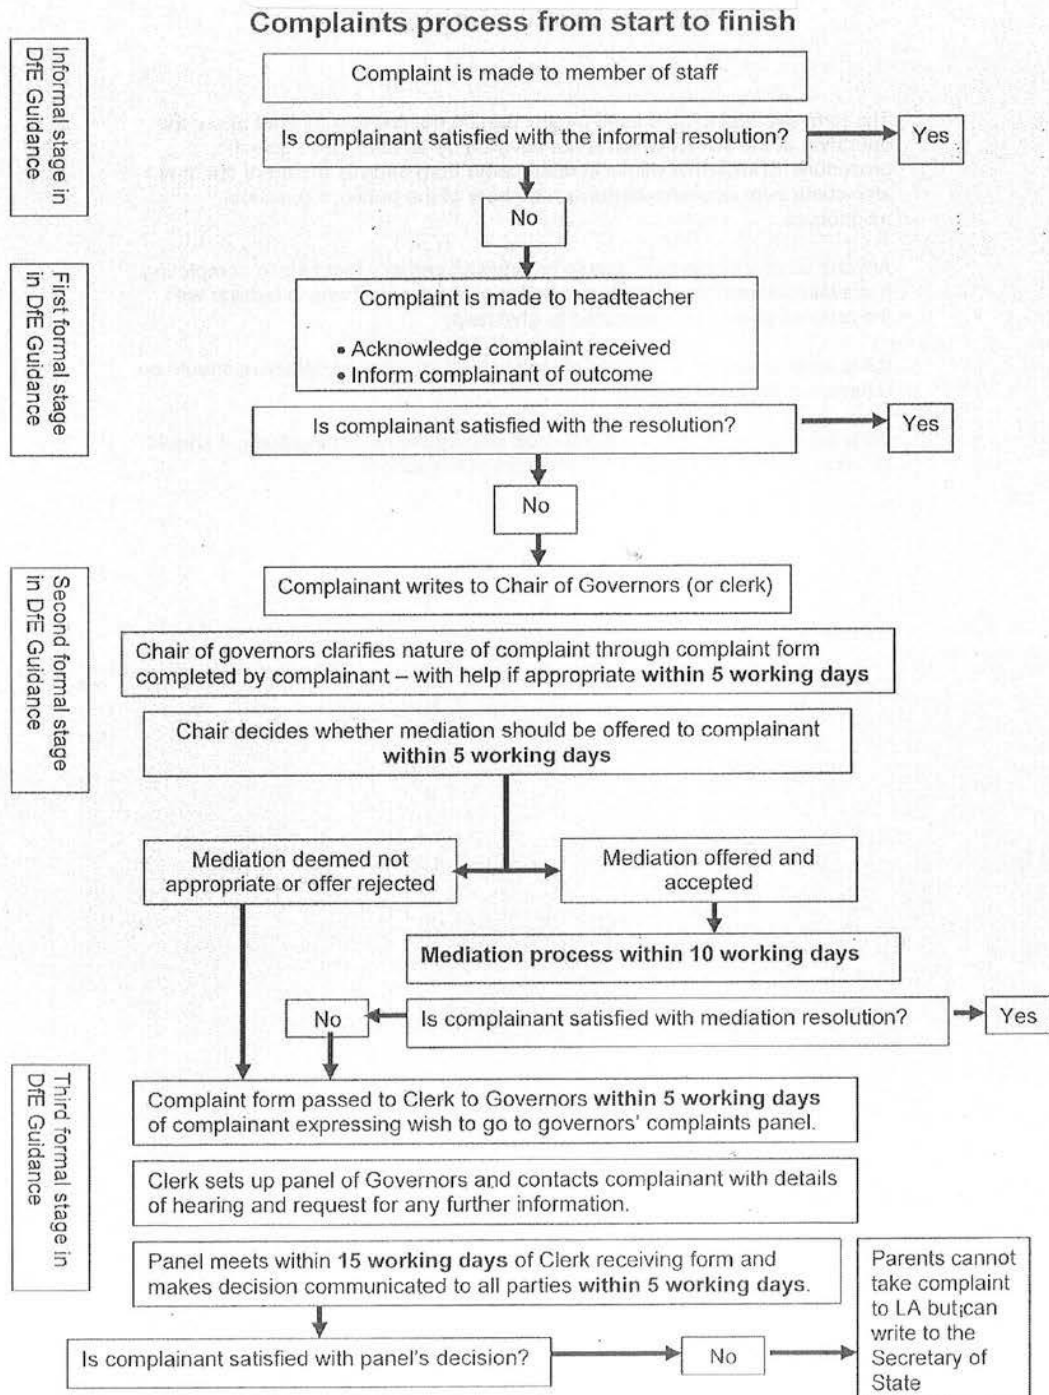 Complaints process from start to finish
Informal stage in
DfE Guidance
Complaint is made to member of staff
Is complainant satisfied with the informal resolution?
Yes
No
First formal stage
in DfE Guidance
Complaint is made to headteacher
• Acknowledge complaint received
• Inform complainant of outcome
Is complainant satisfied with the resolution?
Yes
No
Second formal stage
in DfE Guidance
Complainant writes to Chair of Governors (or clerk)
Chair of governors clarifies nature of complaint through complaint form
completed by complainant – with help if appropriate within 5 working days
Chair decides whether mediation should be offered to complainant
within 5 working days
Mediation deemed not
appropriate or offer rejected
Mediation offered and
accepted
Mediation process within 10 working days
Is complainant satisfied with mediation resolution?
No
Yes
Third formal stage in
DfE Guidance
Complaint form passed to Clerk to Governors within 5 working days
of complainant expressing wish to go to governors' complaints panel.
Clerk sets up panel of Governors and contacts complainant with details
of hearing and request for any further information.
Panel meets within 15 working days of Clerk receiving form and
makes decision communicated to all parties within 5 working days.
Is complainant satisfied with panel's decision?
No
Parents cannot
take complaint
to LA but can
write to the
Secretary of
State